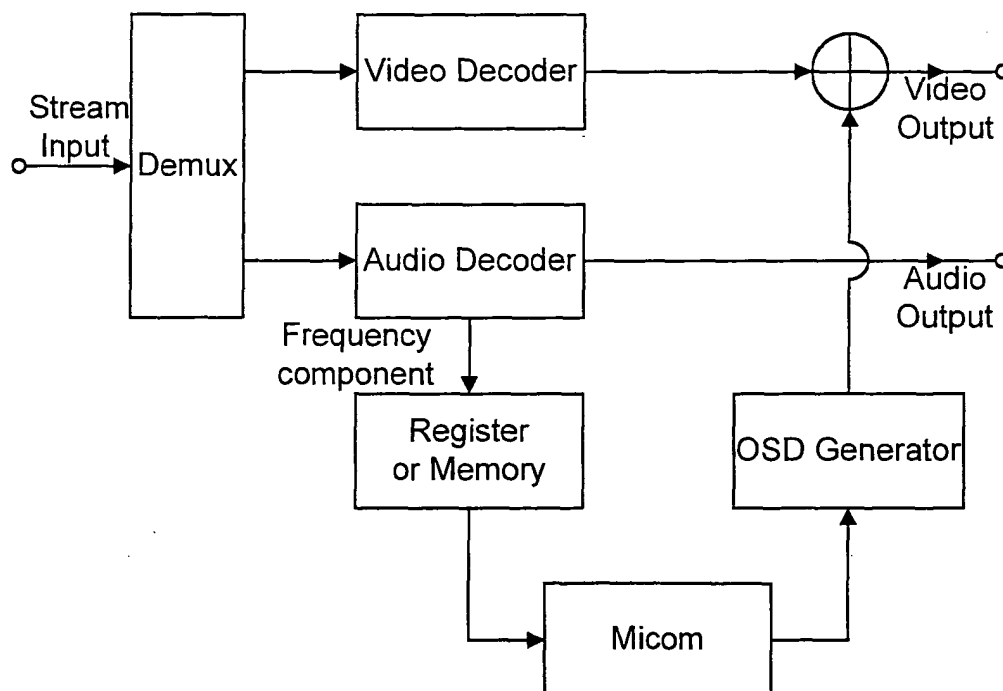 Stream
Input
Demux
Video Decoder
Video
Output
Audio Decoder
Audio
Output
Frequency
component
Register
or Memory
OSD Generator
Micom